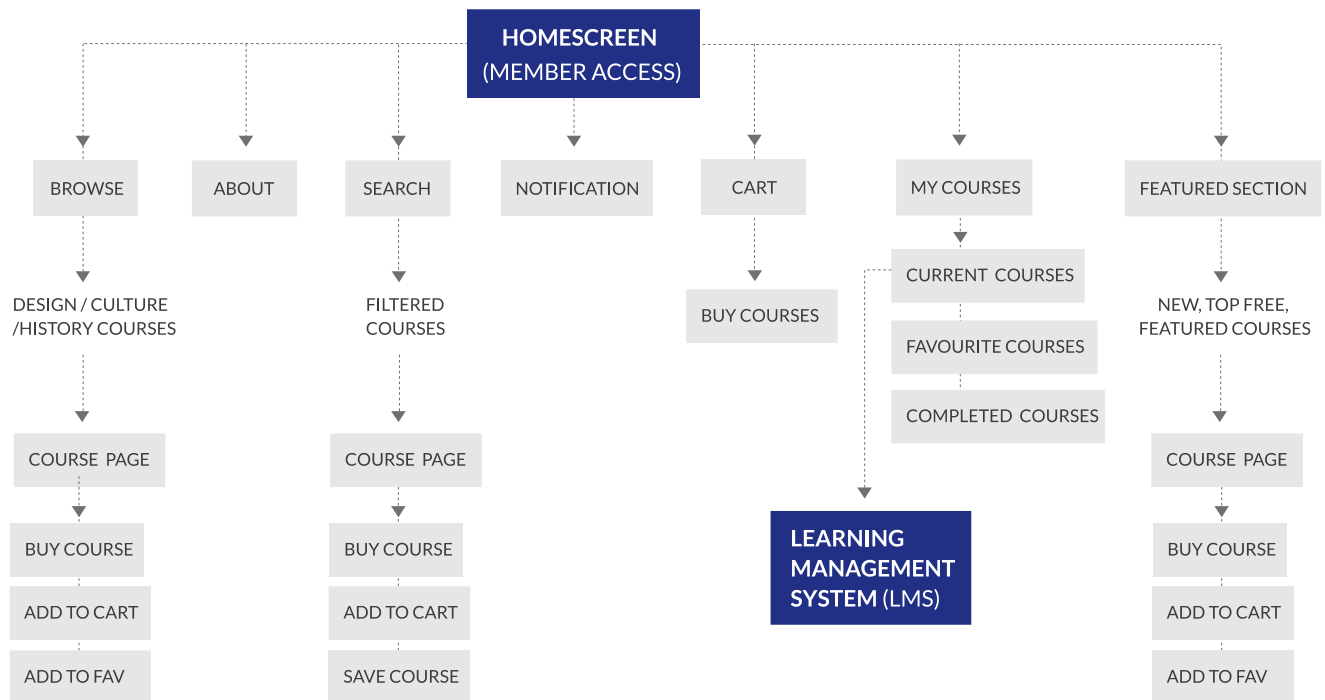 HOMESCREEN
(MEMBER ACCESS)
BROWSE
ABOUT
SEARCH
NOTIFICATION
CART
MY COURSES
FEATURED SECTION
DESIGN / CULTURE
/HISTORY COURSES
FILTERED
COURSES
BUY COURSES
CURRENT COURSES
FAVOURITE COURSES
COMPLETED COURSES
NEW, TOP FREE,
FEATURED COURSES
COURSE PAGE
BUY COURSE
ADD TO CART
ADD TO FAV
COURSE PAGE
BUY COURSE
ADD TO CART
SAVE COURSE
LEARNING
MANAGEMENT
SYSTEM (LMS)
COURSE PAGE
BUY COURSE
ADD TO CART
ADD TO FAV